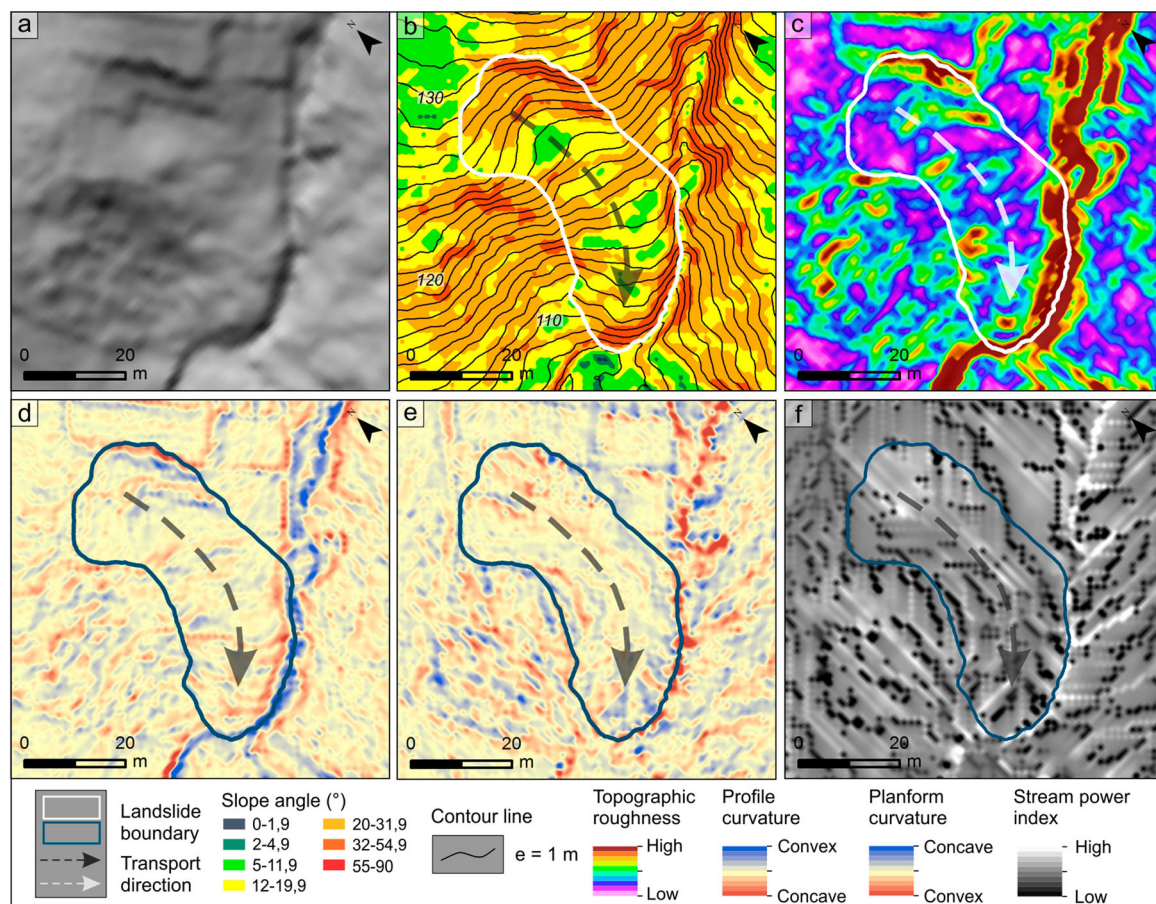 a
b
c
N
N
N
130
120
110
0 20
m
0 20
m
0 20
m
d
e
f
N
N
N
0 20
m
0 20
m
0 20
m
Landslide
boundary
Transport
direction
Slope angle (°)
0-1,9
2-4,9
5-11,9
12-19,9
20-31,9
32-54,9
55-90
Contour line
e = 1 m
Topographic
roughness
High
Low
Profile
curvature
Convex
Concave
Planform
curvature
Concave
Convex
Stream power
index
High
Low